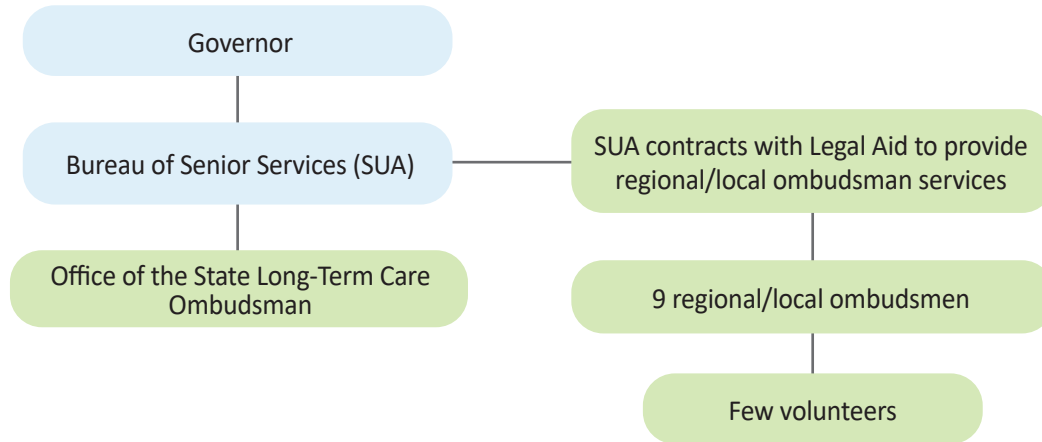 Governor
Bureau of Senior Services (SUA)
SUA contracts with Legal Aid to provide
regional/local ombudsman services
Office of the State Long-Term Care
Ombudsman
9 regional/local ombudsmen
Few volunteers